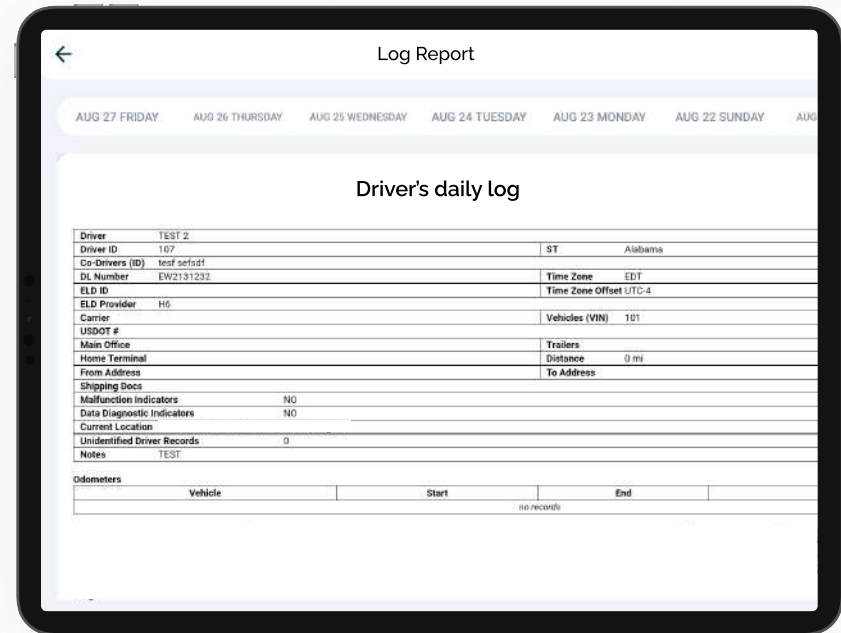 Log Report
AUG 27 FRIDAY AUG 26 THURSDAY AUG 25 WEDNESDAY AUG 24 TUESDAY AUG 23 MONDAY AUG 22 SUNDAY AUG
Driver's daily log
Driver TEST 2
Driver ID 107 ST Alabama
Co-Drivers (ID) tesf sefsdf
DL Number EW2131232 Time Zone EDT
ELD ID Time Zone Offset UTC-4
ELD Provider H6
Carrier Vehicles (VIN) 101
USDOT #
Main Office Trailers
Home Terminal Distance 0 mi
From Address To Address
Shipping Docs
Malfunction Indicators NO
Data Diagnostic Indicators NO
Current Location
Unidentified Driver Records 0
Notes TEST
Odometers
Vehicle Start End
no records